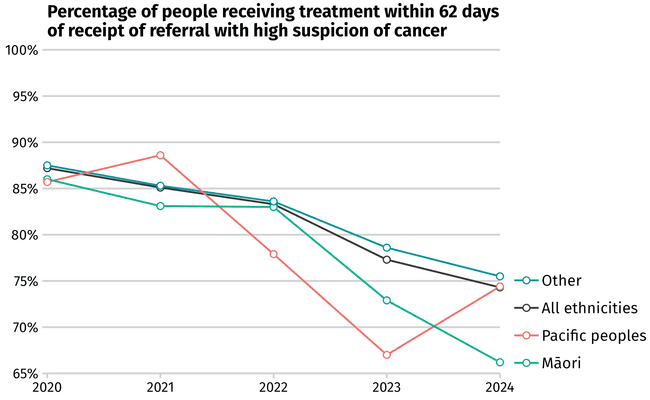 Percentage of people receiving treatment within 62 days
of receipt of referral with high suspicion of cancer
100%
95%
90%
85%
80%
75%
70%
65%
2020 2021 2022 2023 2024
Other
All ethnicities
Pacific peoples
Māori